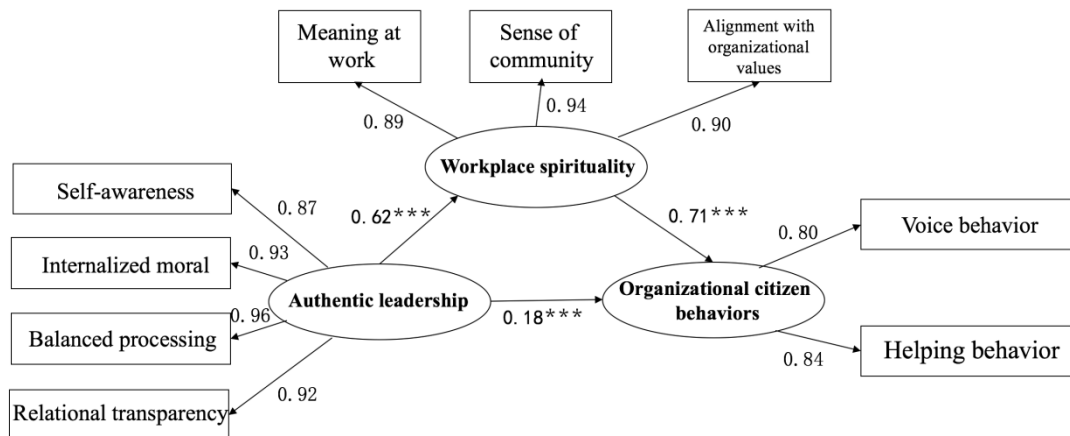 Meaning at
work
Sense of
community
Alignment with
organizational
values
0.89
0.94
0.90
Workplace spirituality
Self-awareness
0.87
0.62***
0.71***
Voice behavior
0.80
Internalized moral
0.93
Authentic leadership
Organizational citizen
behaviors
0.18***
Balanced processing
0.96
Helping behavior
0.84
Relational transparency
0.92